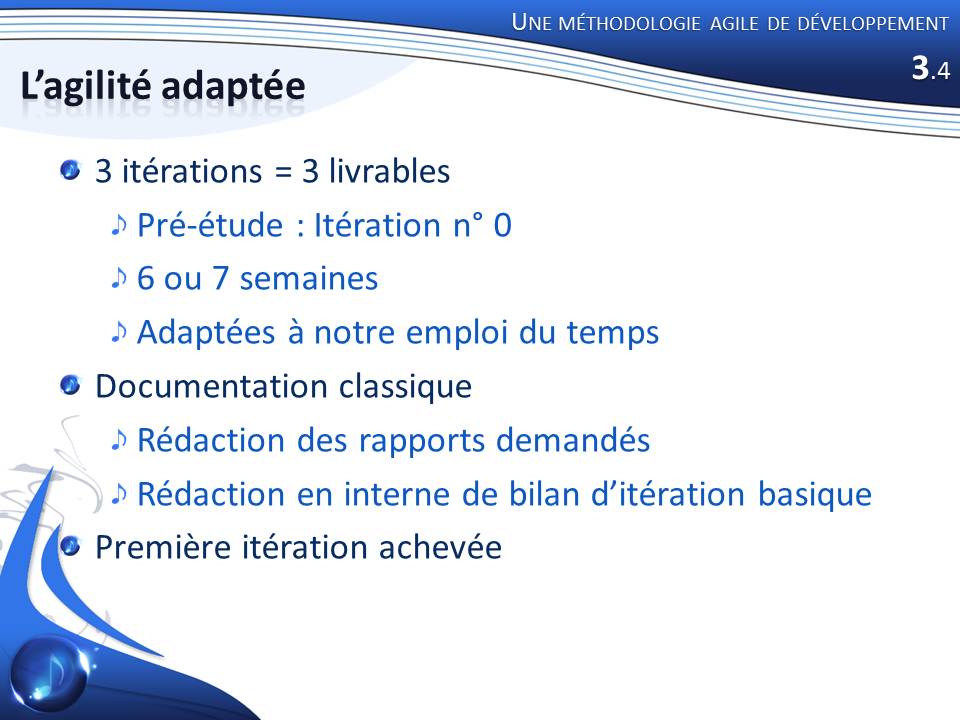 UNE MÉTHODOLOGIE AGILE DE DÉVELOPPEMENT
3.4
L’agilité adaptée
3 itérations = 3 livrables
Pré-étude : Itération n° 0
6 ou 7 semaines
Adaptées à notre emploi du temps
Documentation classique
Rédaction des rapports demandés
Rédaction en interne de bilan d’itération basique
Première itération achevée